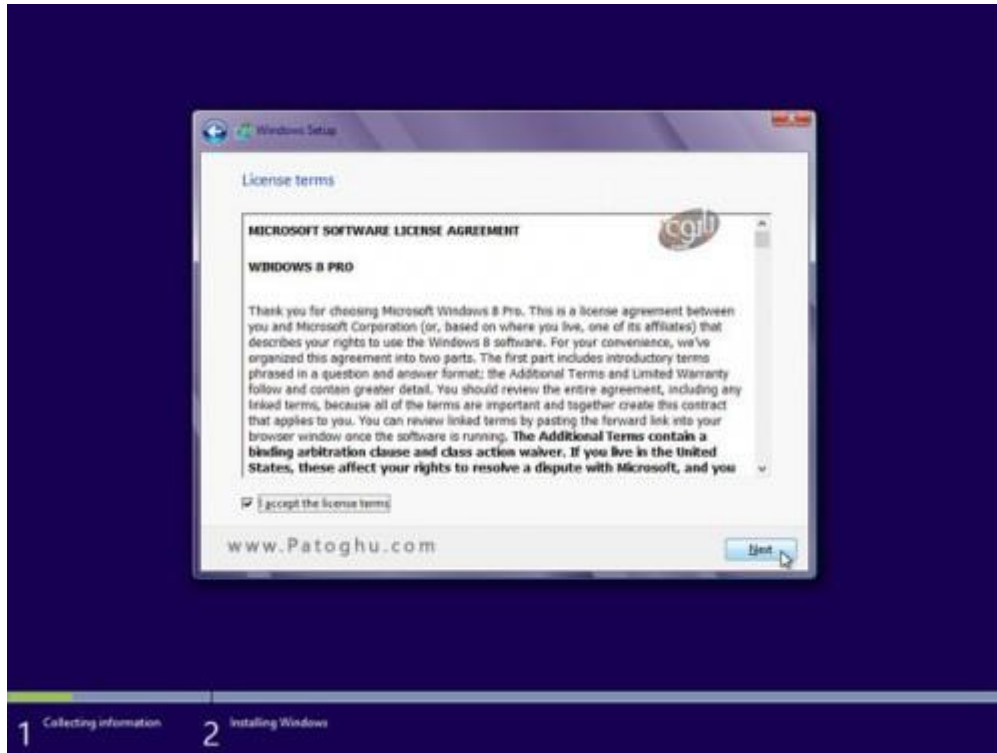 Windows Setup
License terms
MICROSOFT SOFTWARE LICENSE AGREEMENT
WINDOWS 8 PRO
Thank you for choosing Microsoft Windows 8 Pro. This is a license agreement between
you and Microsoft Corporation (or, based on where you live, one of its affiliates) that
describes your rights to use the Windows 8 software. For your convenience, we've
organized this agreement into two parts. The first part includes introductory terms
phrased in a question and answer format; the Additional Terms and Limited Warranty
follow and contain greater detail. You should review the entire agreement, including any
linked terms, because all of the terms are important and together create this contract
that applies to you. You can review linked terms by pasting the forward link into your
browser window once the software is running. The Additional Terms contain a
binding arbitration clause and class action waiver. If you live in the United
States, these affect your rights to resolve a dispute with Microsoft, and you
I accept the license terms
www.Patoghu.com
Next
1 Collecting information
2 Installing Windows